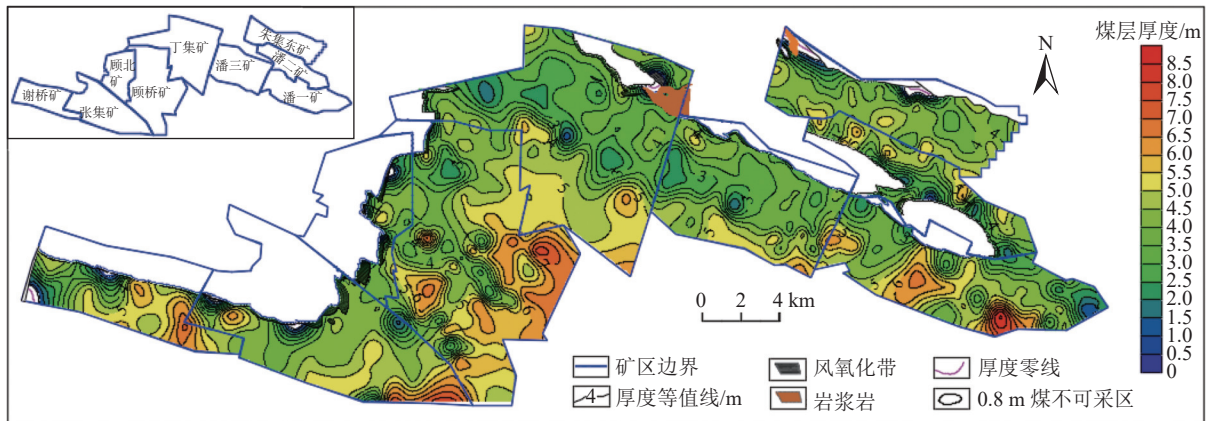 丁集矿
朱集东矿
潘二矿
潘三矿
潘一矿
顾北矿
顾桥矿
谢桥矿
张集矿
N
煤层厚度/m
8.5
8.0
7.5
7.0
6.5
6.0
5.5
5.0
4.5
4.0
3.5
3.0
2.5
2.0
1.5
1.0
0.5
0
0 2 4 km
矿区边界
风氧化带
厚度零线
4 厚度等值线/m
岩浆岩
0.8 m 煤不可采区